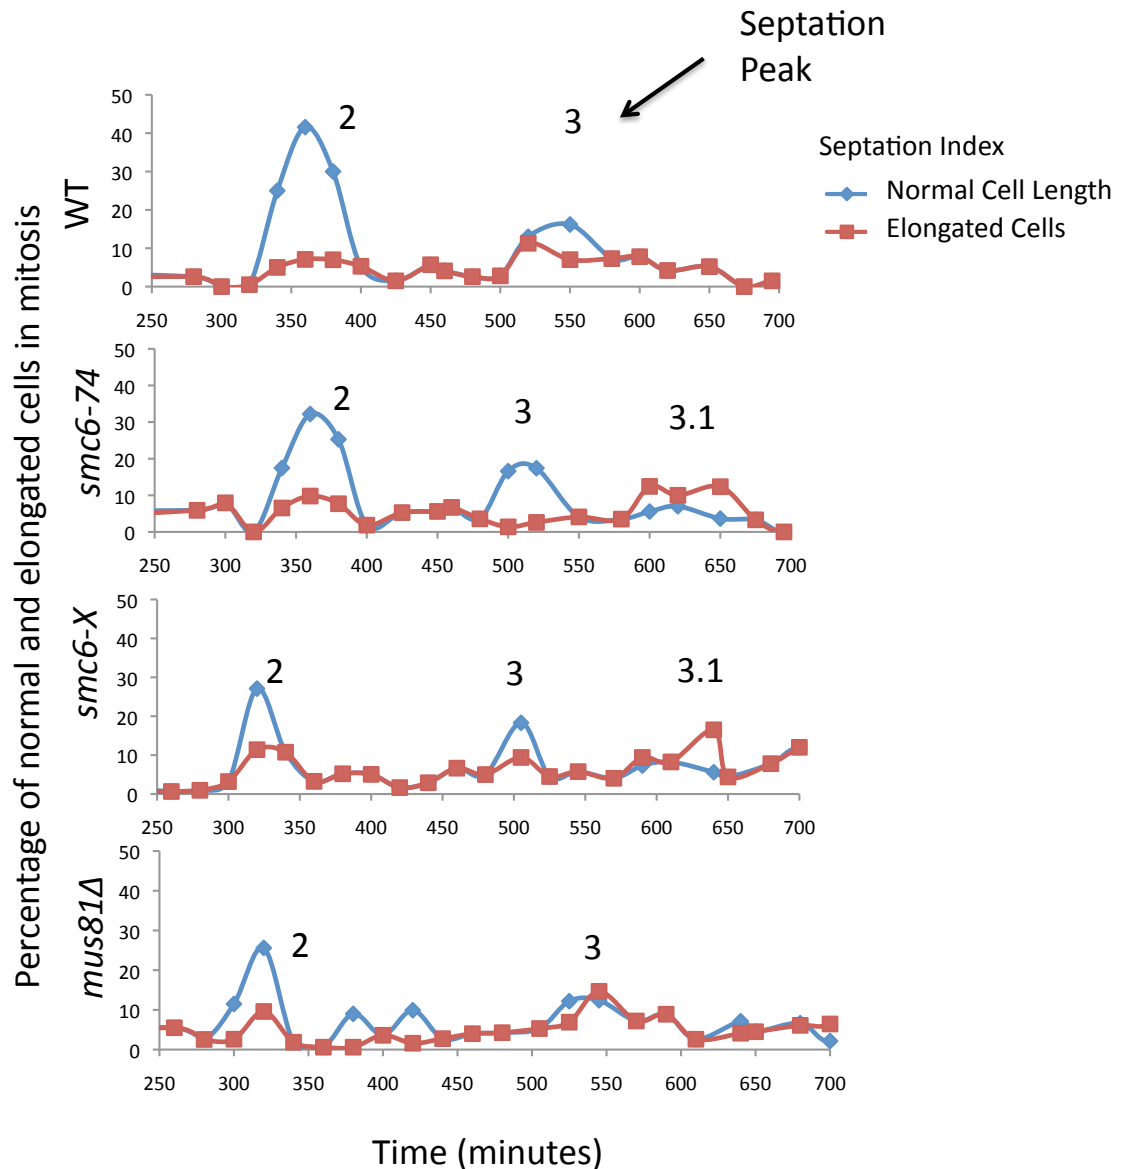 Septation
Peak
Percentage of normal and elongated cells in mitosis
WT
50
40
30
20
10
0
2
3
250 300 350 400 450 500 550 600 650 700
Septation Index
Normal Cell Length
Elongated Cells
smc6-74
50
40
30
20
10
0
2
3
3.1
250 300 350 400 450 500 550 600 650 700
smc6-X
50
40
30
20
10
0
2
3
3.1
250 300 350 400 450 500 550 600 650 700
mus81Δ
50
40
30
20
10
0
2
3
250 300 350 400 450 500 550 600 650 700
Time (minutes)